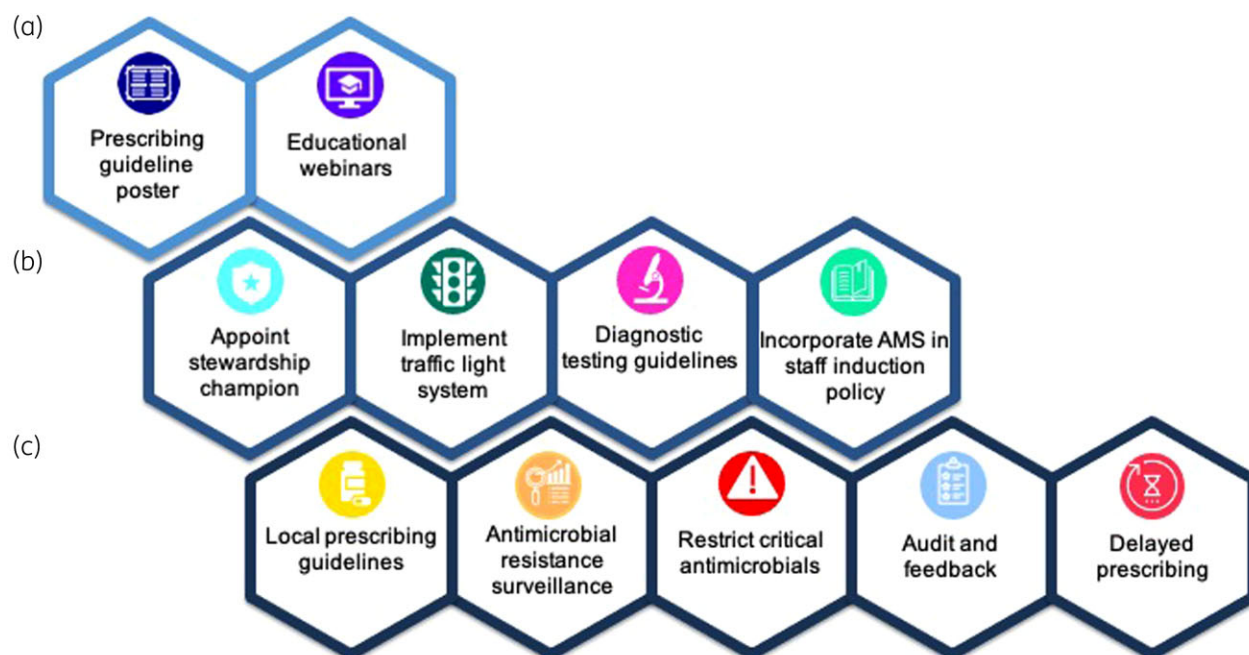 (a)
Prescribing
guideline
poster
Educational
webinars
(b)
Appoint
stewardship
champion
Implement
traffic light
system
Diagnostic
testing guidelines
Incorporate AMS in
staff induction
policy
(c)
Local prescribing
guidelines
Antimicrobial
resistance
surveillance
Restrict critical
antimicrobials
Audit and
feedback
Delayed
prescribing